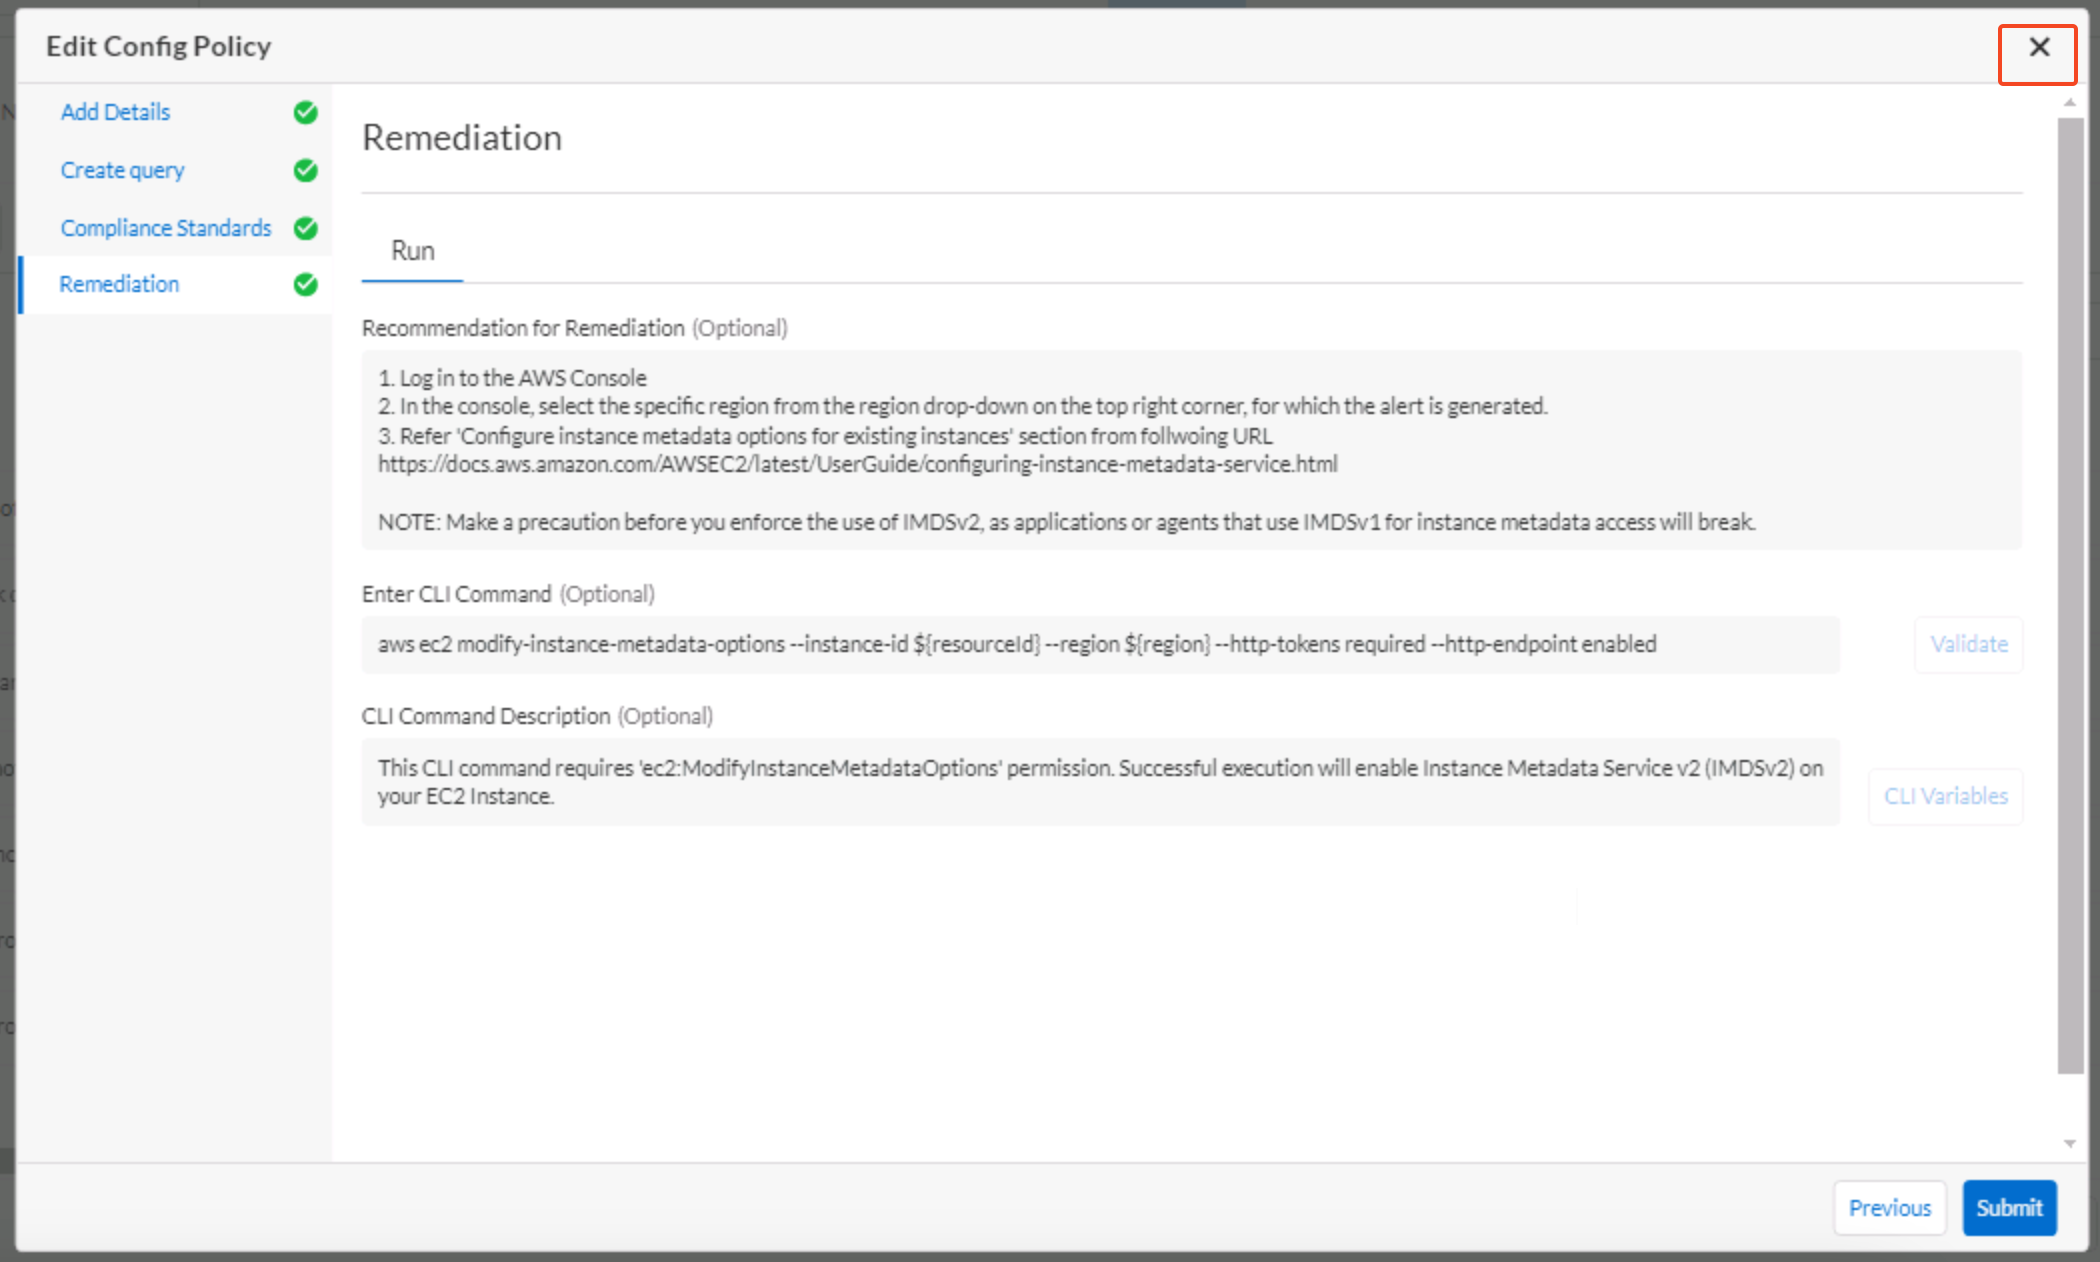 Edit Config Policy
Add Details
Create query
Compliance Standards
Remediation
Remediation
Run
Recommendation for Remediation (Optional)
1. Log in to the AWS Console
2. In the console, select the specific region from the region drop-down on the top right corner, for which the alert is generated.
3. Refer 'Configure instance metadata options for existing instances' section from follwoing URL
https://docs.aws.amazon.com/AWSEC2/latest/UserGuide/configuring-instance-metadata-service.html
NOTE: Make a precaution before you enforce the use of IMDSv2, as applications or agents that use IMDSv1 for instance metadata access will break.
Enter CLI Command (Optional)
aws ec2 modify-instance-metadata-options --instance-id ${resourceId} --region ${region} --http-tokens required --http-endpoint enabled
Validate
CLI Command Description (Optional)
This CLI command requires 'ec2:ModifyInstanceMetadataOptions' permission. Successful execution will enable Instance Metadata Service v2 (IMDSv2) on
your EC2 Instance.
CLI Variables
Previous
Submit